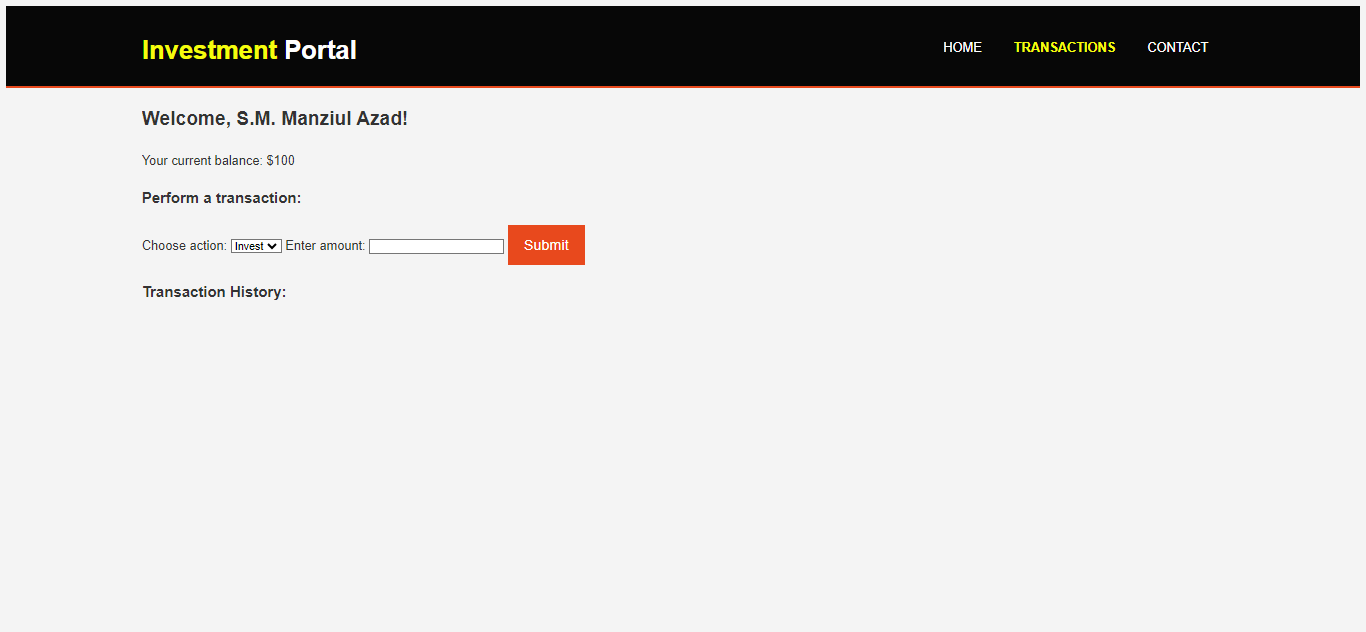 Investment Portal
HOME TRANSACTIONS CONTACT
Welcome, S.M. Manziul Azad!
Your current balance: $100
Perform a transaction:
Choose action: Invest Enter amount: Submit
Transaction History: